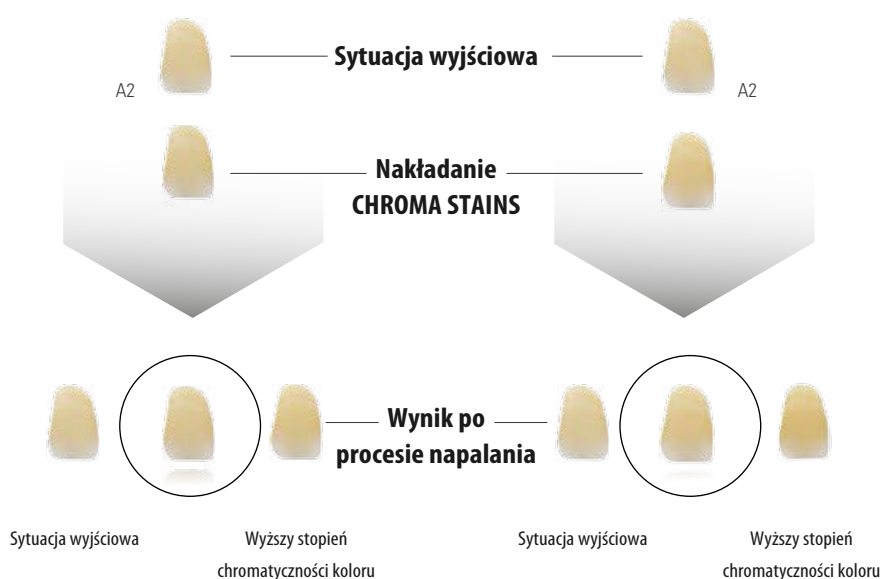 Sytuacja wyjściowa
A2
A2
Nakładanie
CHROMA STAINS
Wynik po
procesie napalania
Sytuacja wyjściowa
Wyższy stopień
chromatyczności koloru
Sytuacja wyjściowa
Wyższy stopień
chromatyczności koloru